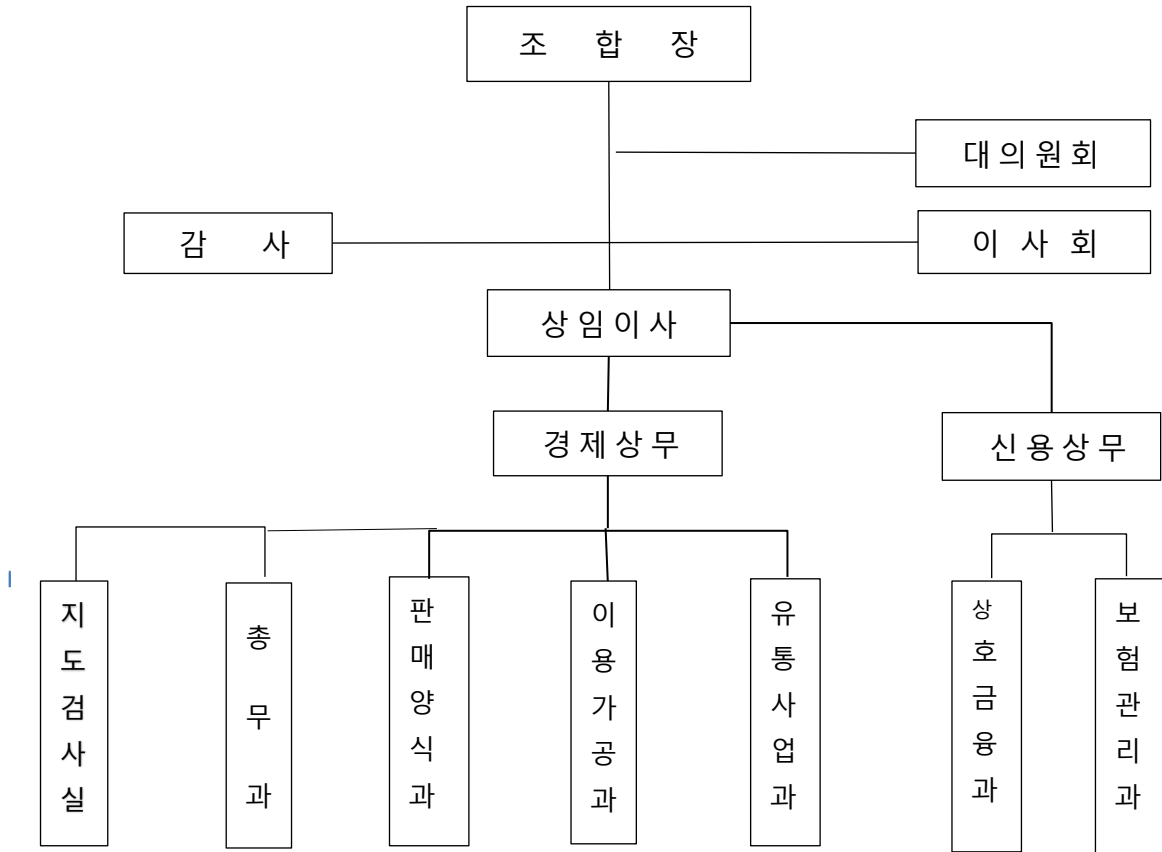 조 합 장
대 의 원 회
감 사
이 사 회
상 임 이 사
경 제 상 무
신 용 상 무
지도검사실
총무과
판매양식과
이용가공과
유통사업과
상호금융과
보험관리과